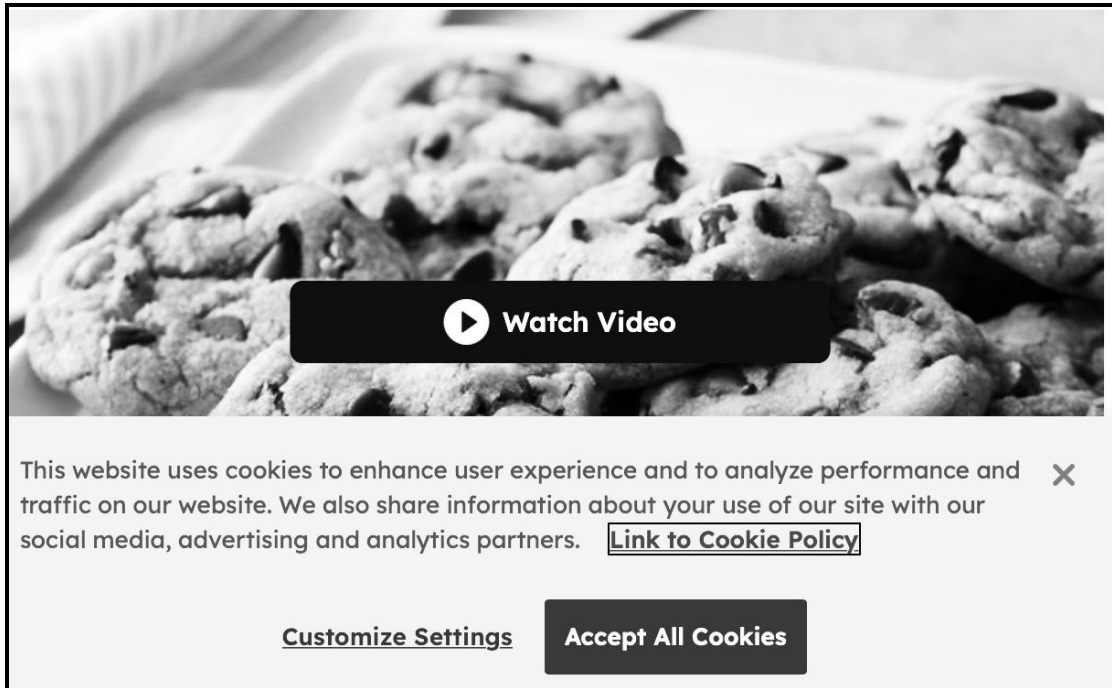 Watch Video
This website uses cookies to enhance user experience and to analyze performance and
traffic on our website. We also share information about your use of our site with our
social media, advertising and analytics partners. Link to Cookie Policy
Customize Settings Accept All Cookies